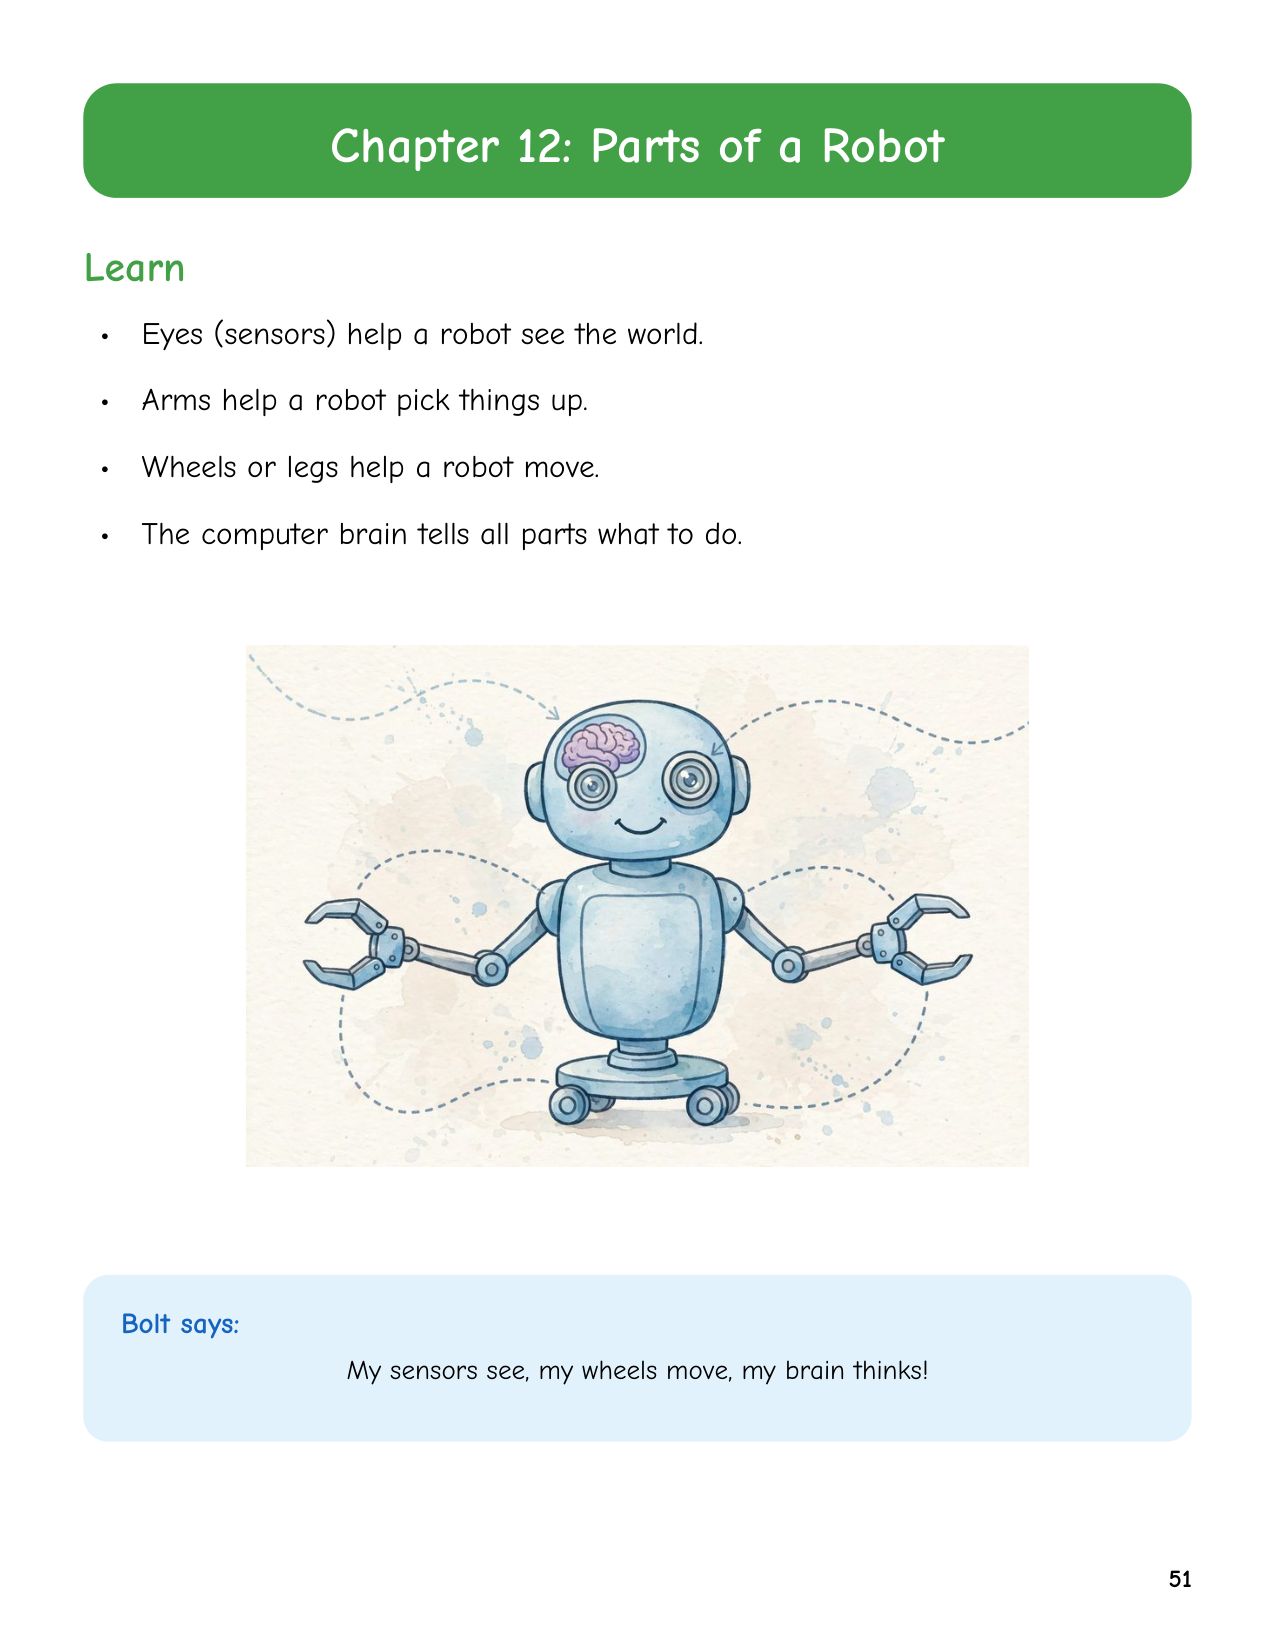 Chapter 12: Parts of a Robot
Learn
• Eyes (sensors) help a robot see the world.
• Arms help a robot pick things up.
• Wheels or legs help a robot move.
• The computer brain tells all parts what to do.
Bolt says:
My sensors see, my wheels move, my brain thinks!
51